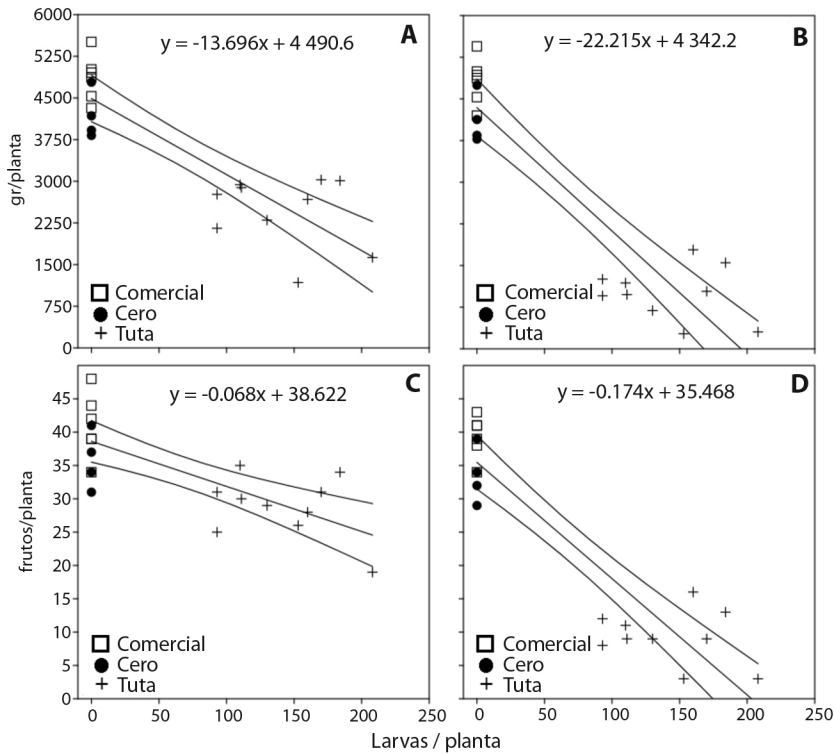 A
y = -13.696x + 4 490.6
6000
5250
4500
3750
3000
2250
1500
750
0
gr/planta
Comercial
Cero
Tuta
B
y = -22.215x + 4 342.2
Comercial
Cero
Tuta
C
y = -0.068x + 38.622
45
40
35
30
25
20
15
10
5
0
frutos/planta
Comercial
Cero
Tuta
0 50 100 150 200 250
D
y = -0.174x + 35.468
Comercial
Cero
Tuta
0 50 100 150 200 250
Larvas / planta